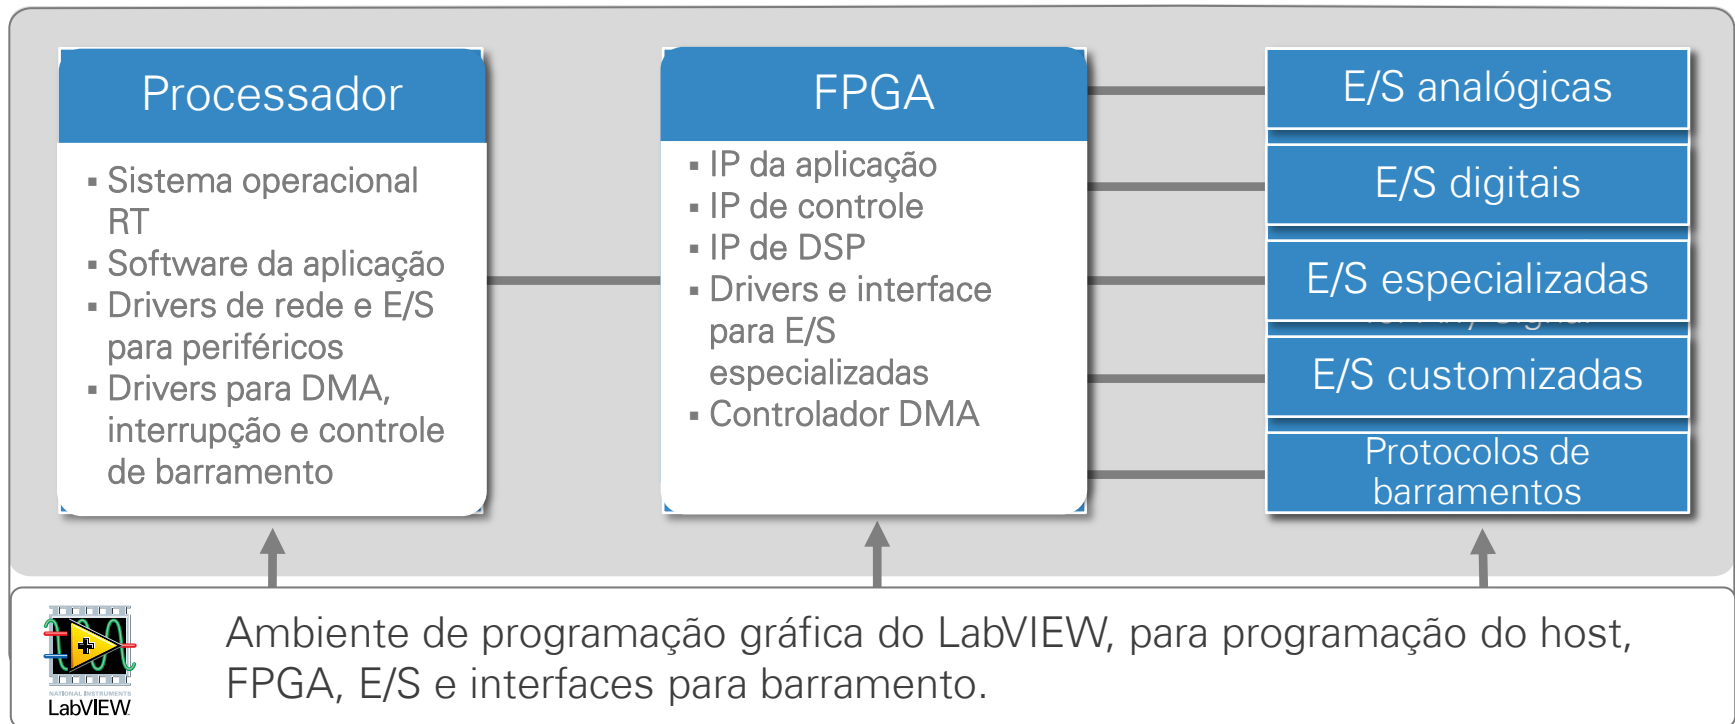 Processador
▪ Sistema operacional
RT
▪ Software da aplicação
▪ Drivers de rede e E/S
para periféricos
▪ Drivers para DMA,
interrupção e controle
de barramento
FPGA
▪ IP da aplicação
▪ IP de controle
▪ IP de DSP
▪ Drivers e interface
para E/S
especializadas
▪ Controlador DMA
E/S analógicas
E/S digitais
E/S especializadas
E/S customizadas
Protocolos de
barramentos
NATIONAL INSTRUMENTS
LabVIEW
Ambiente de programação gráfica do LabVIEW, para programação do host,
FPGA, E/S e interfaces para barramento.